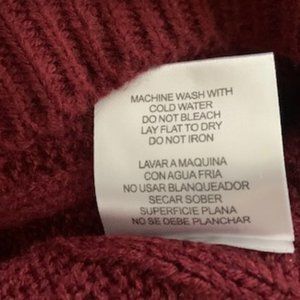 MACHINE WASH WITH
COLD WATER
DO NOT BLEACH
LAY FLAT TO DRY
DO NOT IRON
LAVAR A MAQUINA
CON AGUA FRIA
NO USAR BLANQUEADOR
SECAR SOBER
SUPERFICIE PLANA
NO SE DEBE PLANCHAR